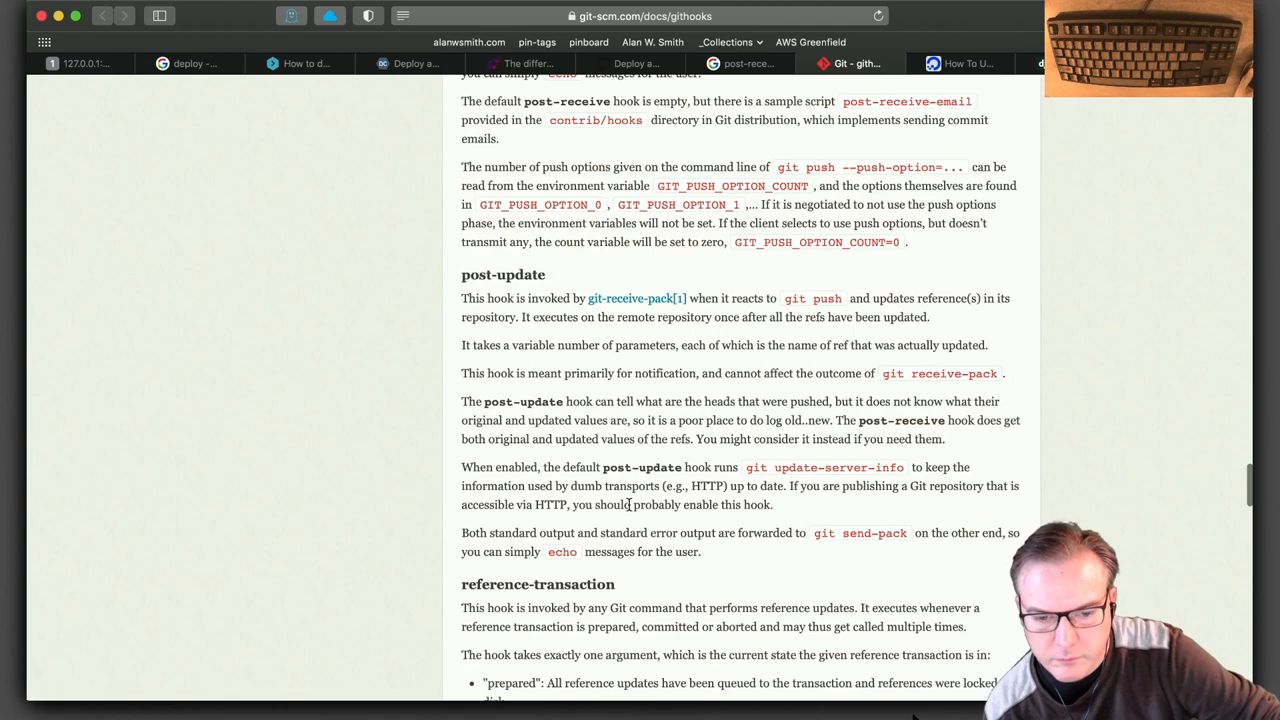 git-scm.com/docs/githooks
alanwsmith.com pin-tags pinboard Alan W. Smith _Collections AWS Greenfield
1 127.0.0.1: deploy - How to d Deploy a The differ Deploy a post-rece Git - gith How To U
you can simply echo messages for the user.
The default post-receive hook is empty, but there is a sample script post-receive-email
provided in the contrib/hooks directory in Git distribution, which implements sending commit
emails.
The number of push options given on the command line of git push --push-option=... can be
read from the environment variable GIT_PUSH_OPTION_COUNT , and the options themselves are found
in GIT_PUSH_OPTION_0 , GIT_PUSH_OPTION_1 ,... If it is negotiated to not use the push options
phase, the environment variables will not be set. If the client selects to use push options, but doesn't
transmit any, the count variable will be set to zero, GIT_PUSH_OPTION_COUNT=0 .
post-update
This hook is invoked by git-receive-pack[1] when it reacts to git push and updates reference(s) in its
repository. It executes on the remote repository once after all the refs have been updated.
It takes a variable number of parameters, each of which is the name of ref that was actually updated.
This hook is meant primarily for notification, and cannot affect the outcome of git receive-pack .
The post-update hook can tell what are the heads that were pushed, but it does not know what their
original and updated values are, so it is a poor place to do log old..new. The post-receive hook does get
both original and updated values of the refs. You might consider it instead if you need them.
When enabled, the default post-update hook runs git update-server-info to keep the
information used by dumb transports (e.g., HTTP) up to date. If you are publishing a Git repository that is
accessible via HTTP, you should probably enable this hook.
Both standard output and standard error output are forwarded to git send-pack on the other end, so
you can simply echo messages for the user.
reference-transaction
This hook is invoked by any Git command that performs reference updates. It executes whenever a
reference transaction is prepared, committed or aborted and may thus get called multiple times.
The hook takes exactly one argument, which is the current state the given reference transaction is in:
• "prepared": All reference updates have been queued to the transaction and references were locked